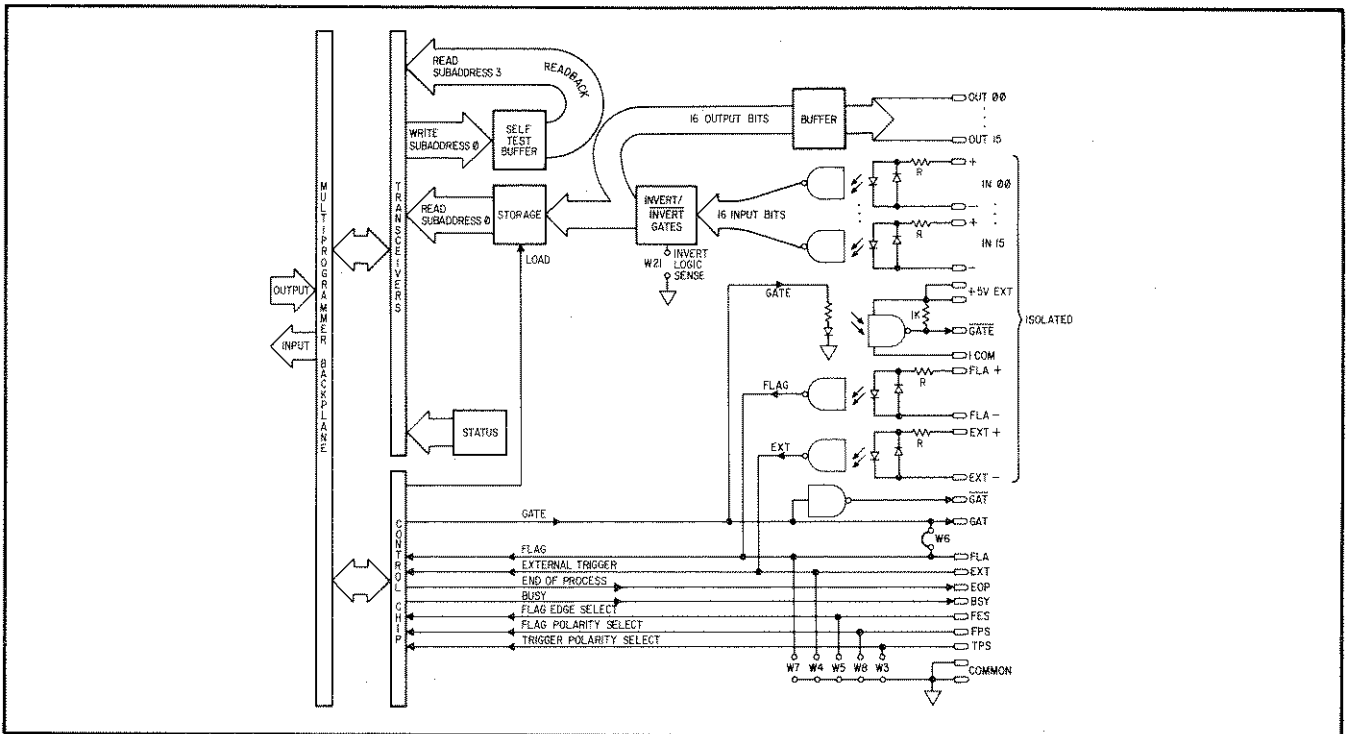 READ
SUBADDRESS 3
READBACK
WRITE
SUBADDRESS 0
SELF
TEST
BUFFER
16 OUTPUT BITS
BUFFER
OUT 00
OUT 15
MULTIPROGRAMMER BACKPLANE
TRANSCEIVERS
READ
SUBADDRESS 0
STORAGE
LOAD
INVERT/
INVERT
GATES
16 INPUT BITS
W21
INVERT
LOGIC
SENSE
R
+
IN 00
-
R
+
IN 15
-
OUTPUT
INPUT
GATE
+5V EXT
1K
GATE
I COM
ISOLATED
FLAG
R
FLA +
FLA -
EXT
R
EXT +
EXT -
STATUS
CONTROL CHIP
GATE
GAT
GAT
W6
FLAG
FLA
EXTERNAL TRIGGER
EXT
END OF PROCESS
EOP
BUSY
BSY
FLAG EDGE SELECT
FES
FLAG POLARITY SELECT
FPS
TRIGGER POLARITY SELECT
TPS
W7 W4 W5 W8 W3
COMMON